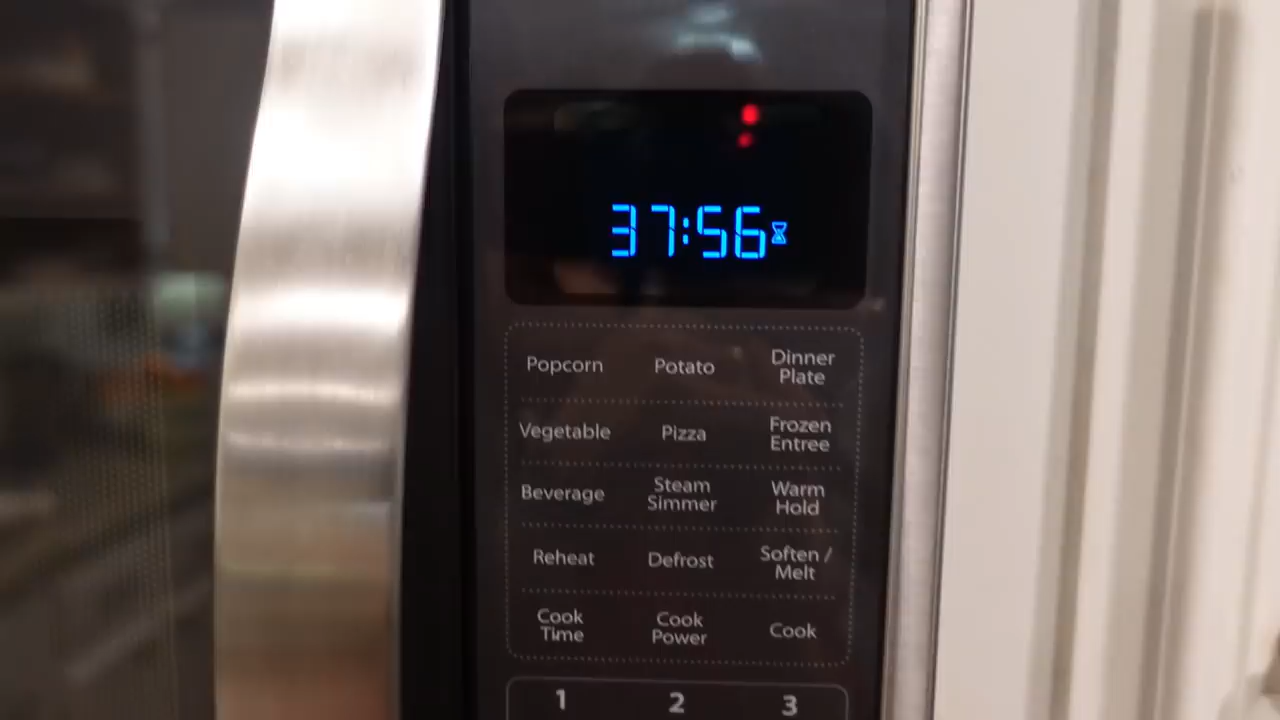 37:56
Popcorn Potato Dinner Plate
Vegetable Pizza Frozen Entree
Beverage Steam Simmer Warm Hold
Reheat Defrost Soften / Melt
Cook Time Cook Power Cook
1 2 3